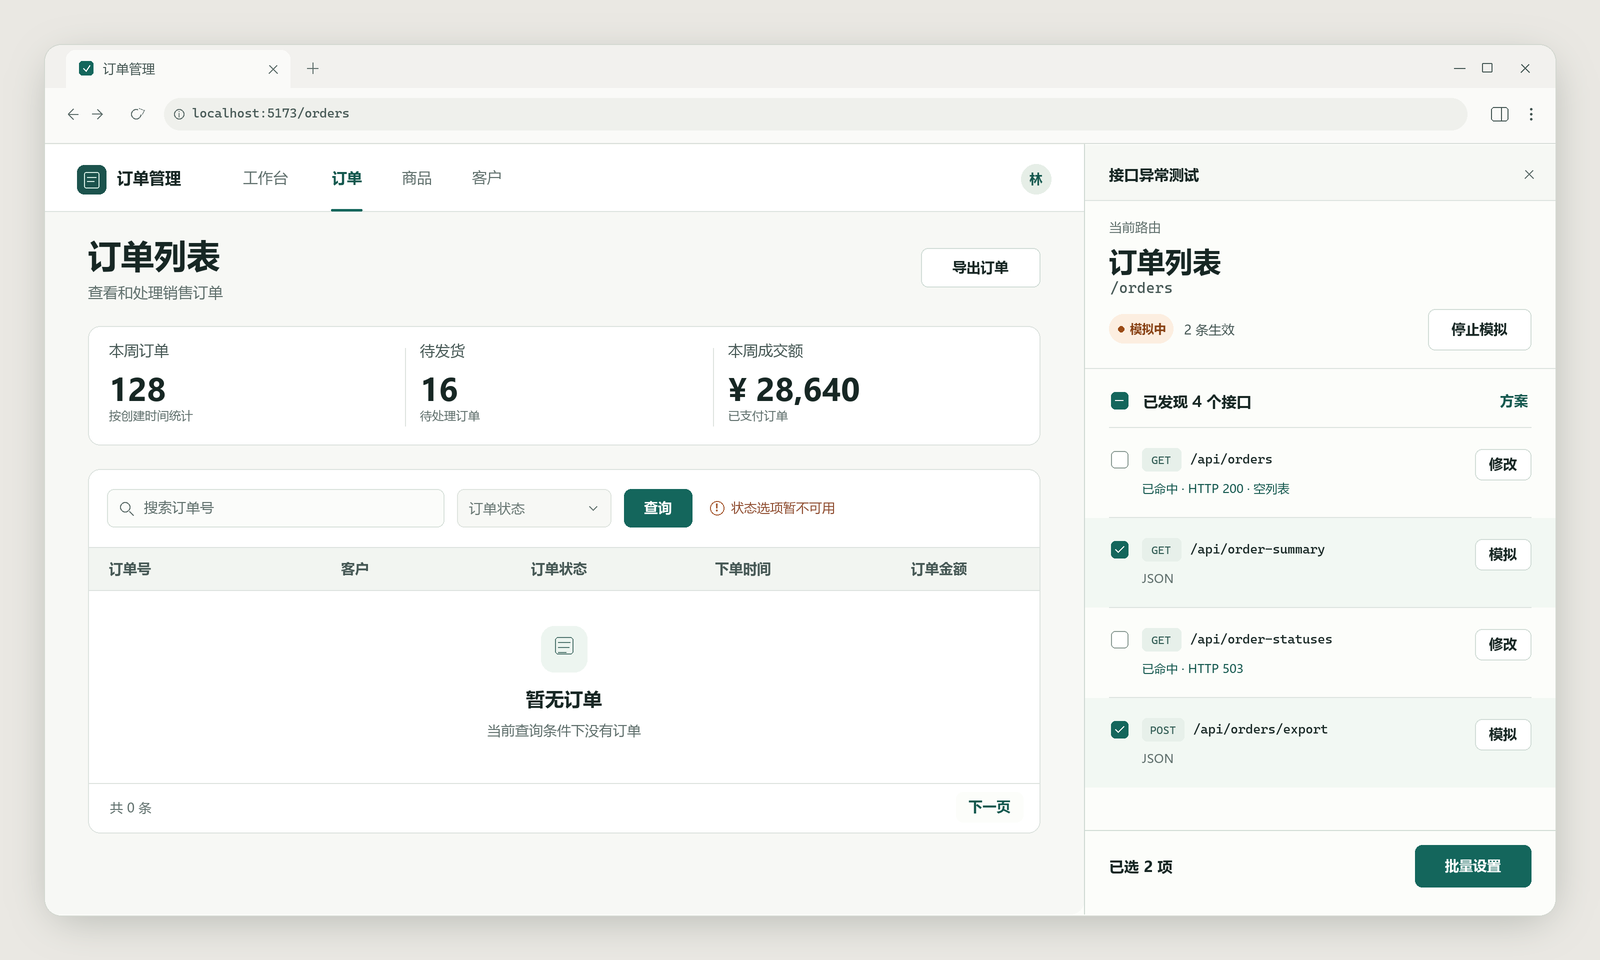 订单管理
localhost:5173/orders
订单管理
工作台
订单
商品
客户
林
订单列表
查看和处理销售订单
导出订单
本周订单
128
按创建时间统计
待发货
16
待处理订单
本周成交额
¥ 28,640
已支付订单
搜索订单号
订单状态
查询
状态选项暂不可用
订单号
客户
订单状态
下单时间
订单金额
暂无订单
当前查询条件下没有订单
共 0 条
下一页
接口异常测试
当前路由
订单列表
/orders
模拟中
2 条生效
停止模拟
已发现 4 个接口
方案
GET
/api/orders
修改
已命中 · HTTP 200 · 空列表
GET
/api/order-summary
模拟
JSON
GET
/api/order-statuses
修改
已命中 · HTTP 503
POST
/api/orders/export
模拟
JSON
已选 2 项
批量设置